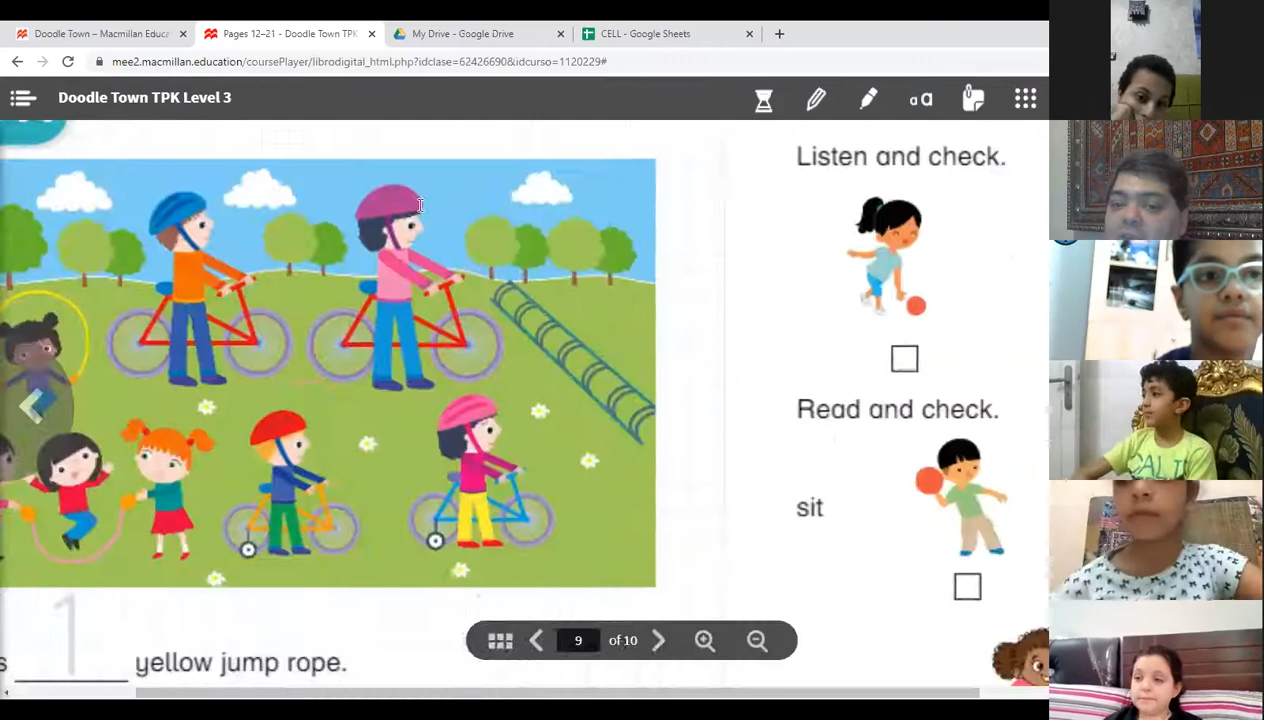 Doodle Town – Macmillan Educa
Pages 12–21 - Doodle Town TPK
My Drive - Google Drive
CELL - Google Sheets
mee2.macmillan.education/coursePlayer/librodigital_html.php?idclase=62426690&idcurso=1120229#
Doodle Town TPK Level 3
aa
Listen and check.
Read and check.
sit
9 of 10
s 1 yellow jump rope.